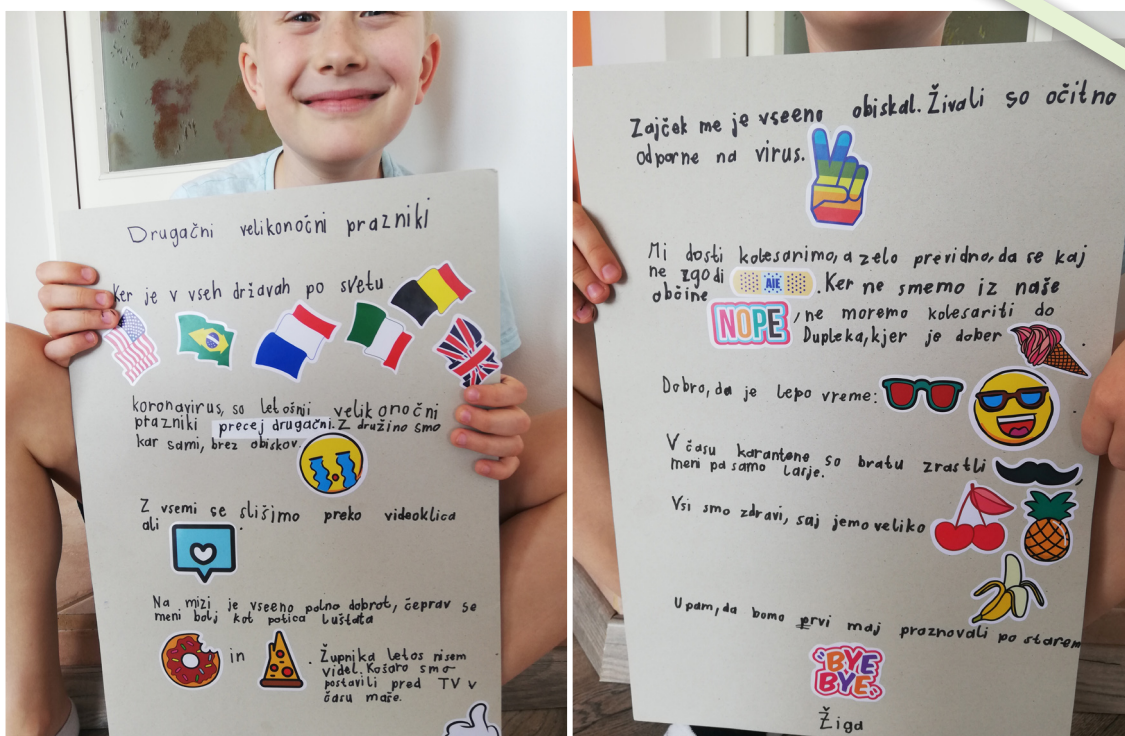 Drugačni velikonočni prazniki
Ker je v vseh državah po svetu
koronavirus, so letošnji velikonočni
prazniki precej drugačni. Z družino smo
kar sami, brez obiskov.
Z vsemi se slišimo preko videoklica
ali .
Na mizi je vseeno polno dobrot, čeprav se
meni bolj kot potica luštata
in . Župnika letos nisem
videl. Košaro smo
postavili pred TV v
času maše.
Zajček me je vseeno obiskal. Živali so očitno
odporne na virus.
Mi dosti kolesarimo, a zelo previdno, da se kaj
ne zgodi AIE . Ker ne smemo iz naše
občine NOPE , ne moremo kolesariti do
Dupleka, kjer je dober .
Dobro, da je lepo vreme: .
V času karantene so bratu zrastli ,
meni pa samo lasje.
Vsi smo zdravi, saj jemo veliko
Upam, da bomo prvi maj praznovali po starem
BYE
BYE
Žiga